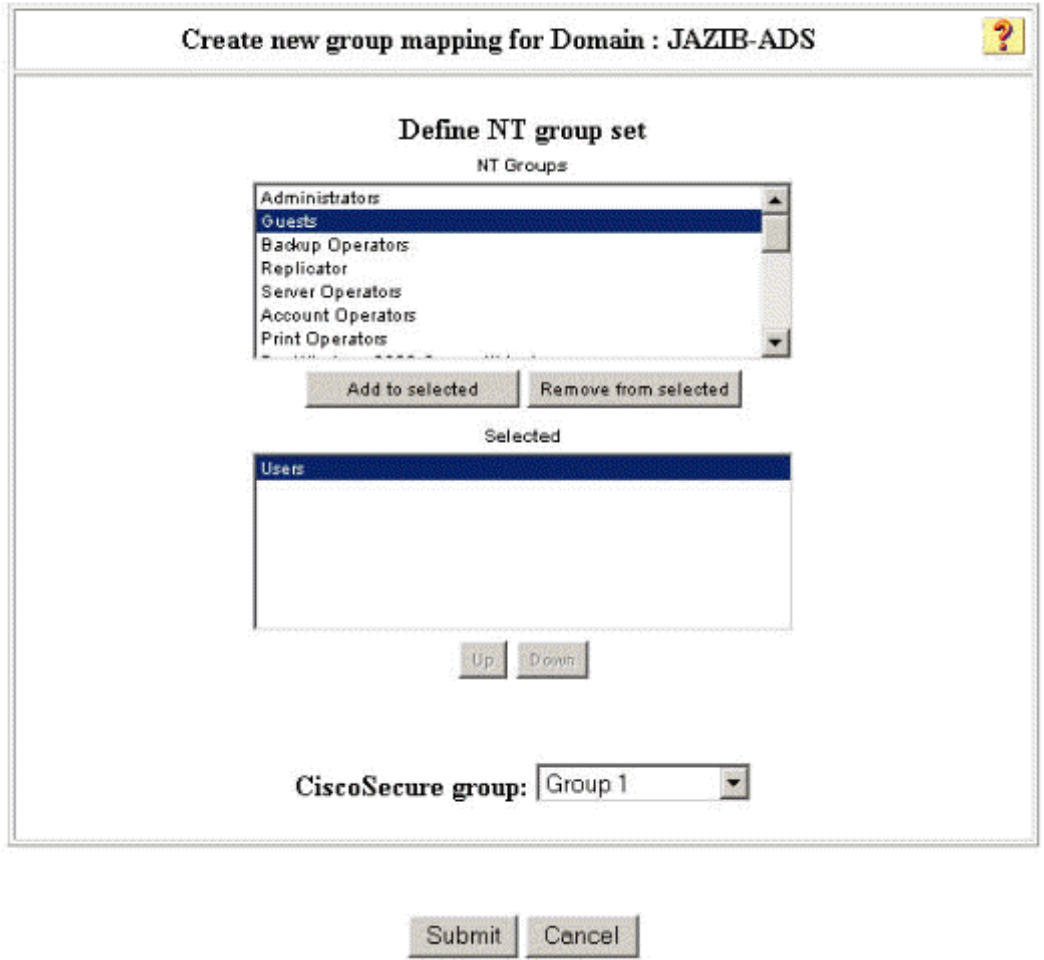 Create new group mapping for Domain : JAZIB-ADS
?
Define NT group set
NT Groups
Administrators
Guests
Backup Operators
Replicator
Server Operators
Account Operators
Print Operators
Add to selected Remove from selected
Selected
Users
Up Down
CiscoSecure group: Group 1
Submit Cancel